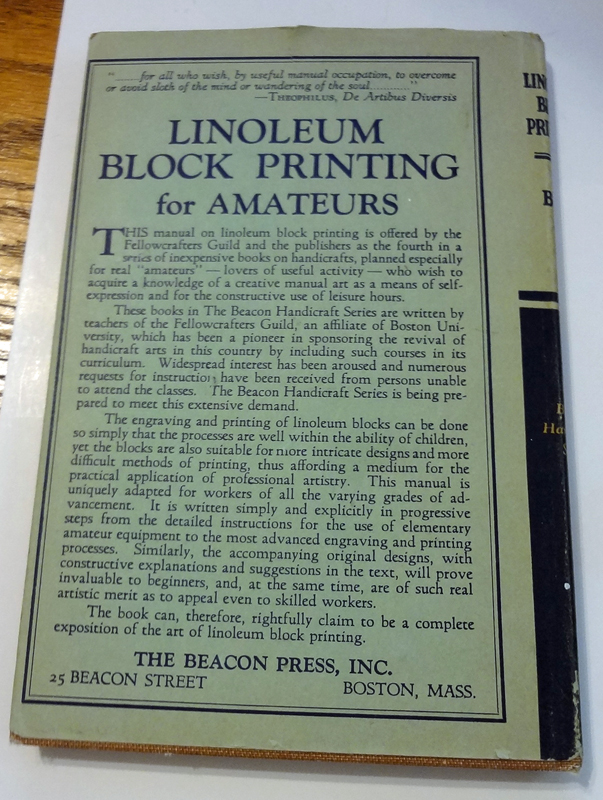 "......for all who wish, by useful manual occupation, to overcome
or avoid sloth of the mind or wandering of the soul..........."
—THEOPHILUS, De Artibus Diversis
LINOLEUM
BLOCK PRINTING
for AMATEURS
THIS manual on linoleum block printing is offered by the
Fellowcrafters Guild and the publishers as the fourth in a
series of inexpensive books on handicrafts, planned especially
for real "amateurs" — lovers of useful activity — who wish to
acquire a knowledge of a creative manual art as a means of self-
expression and for the constructive use of leisure hours.
These books in The Beacon Handicraft Series are written by
teachers of the Fellowcrafters Guild, an affiliate of Boston Uni-
versity, which has been a pioneer in sponsoring the revival of
handicraft arts in this country by including such courses in its
curriculum. Widespread interest has been aroused and numerous
requests for instruction have been received from persons unable
to attend the classes. The Beacon Handicraft Series is being pre-
pared to meet this extensive demand.
The engraving and printing of linoleum blocks can be done
so simply that the processes are well within the ability of children,
yet the blocks are also suitable for more intricate designs and more
difficult methods of printing, thus affording a medium for the
practical application of professional artistry. This manual is
uniquely adapted for workers of all the varying grades of ad-
vancement. It is written simply and explicitly in progressive
steps from the detailed instructions for the use of elementary
amateur equipment to the most advanced engraving and printing
processes. Similarly, the accompanying original designs, with
constructive explanations and suggestions in the text, will prove
invaluable to beginners, and, at the same time, are of such real
artistic merit as to appeal even to skilled workers.
The book can, therefore, rightfully claim to be a complete
exposition of the art of linoleum block printing.
THE BEACON PRESS, INC.
25 BEACON STREET
BOSTON, MASS.
LIN
BL
PRI
B
Ha